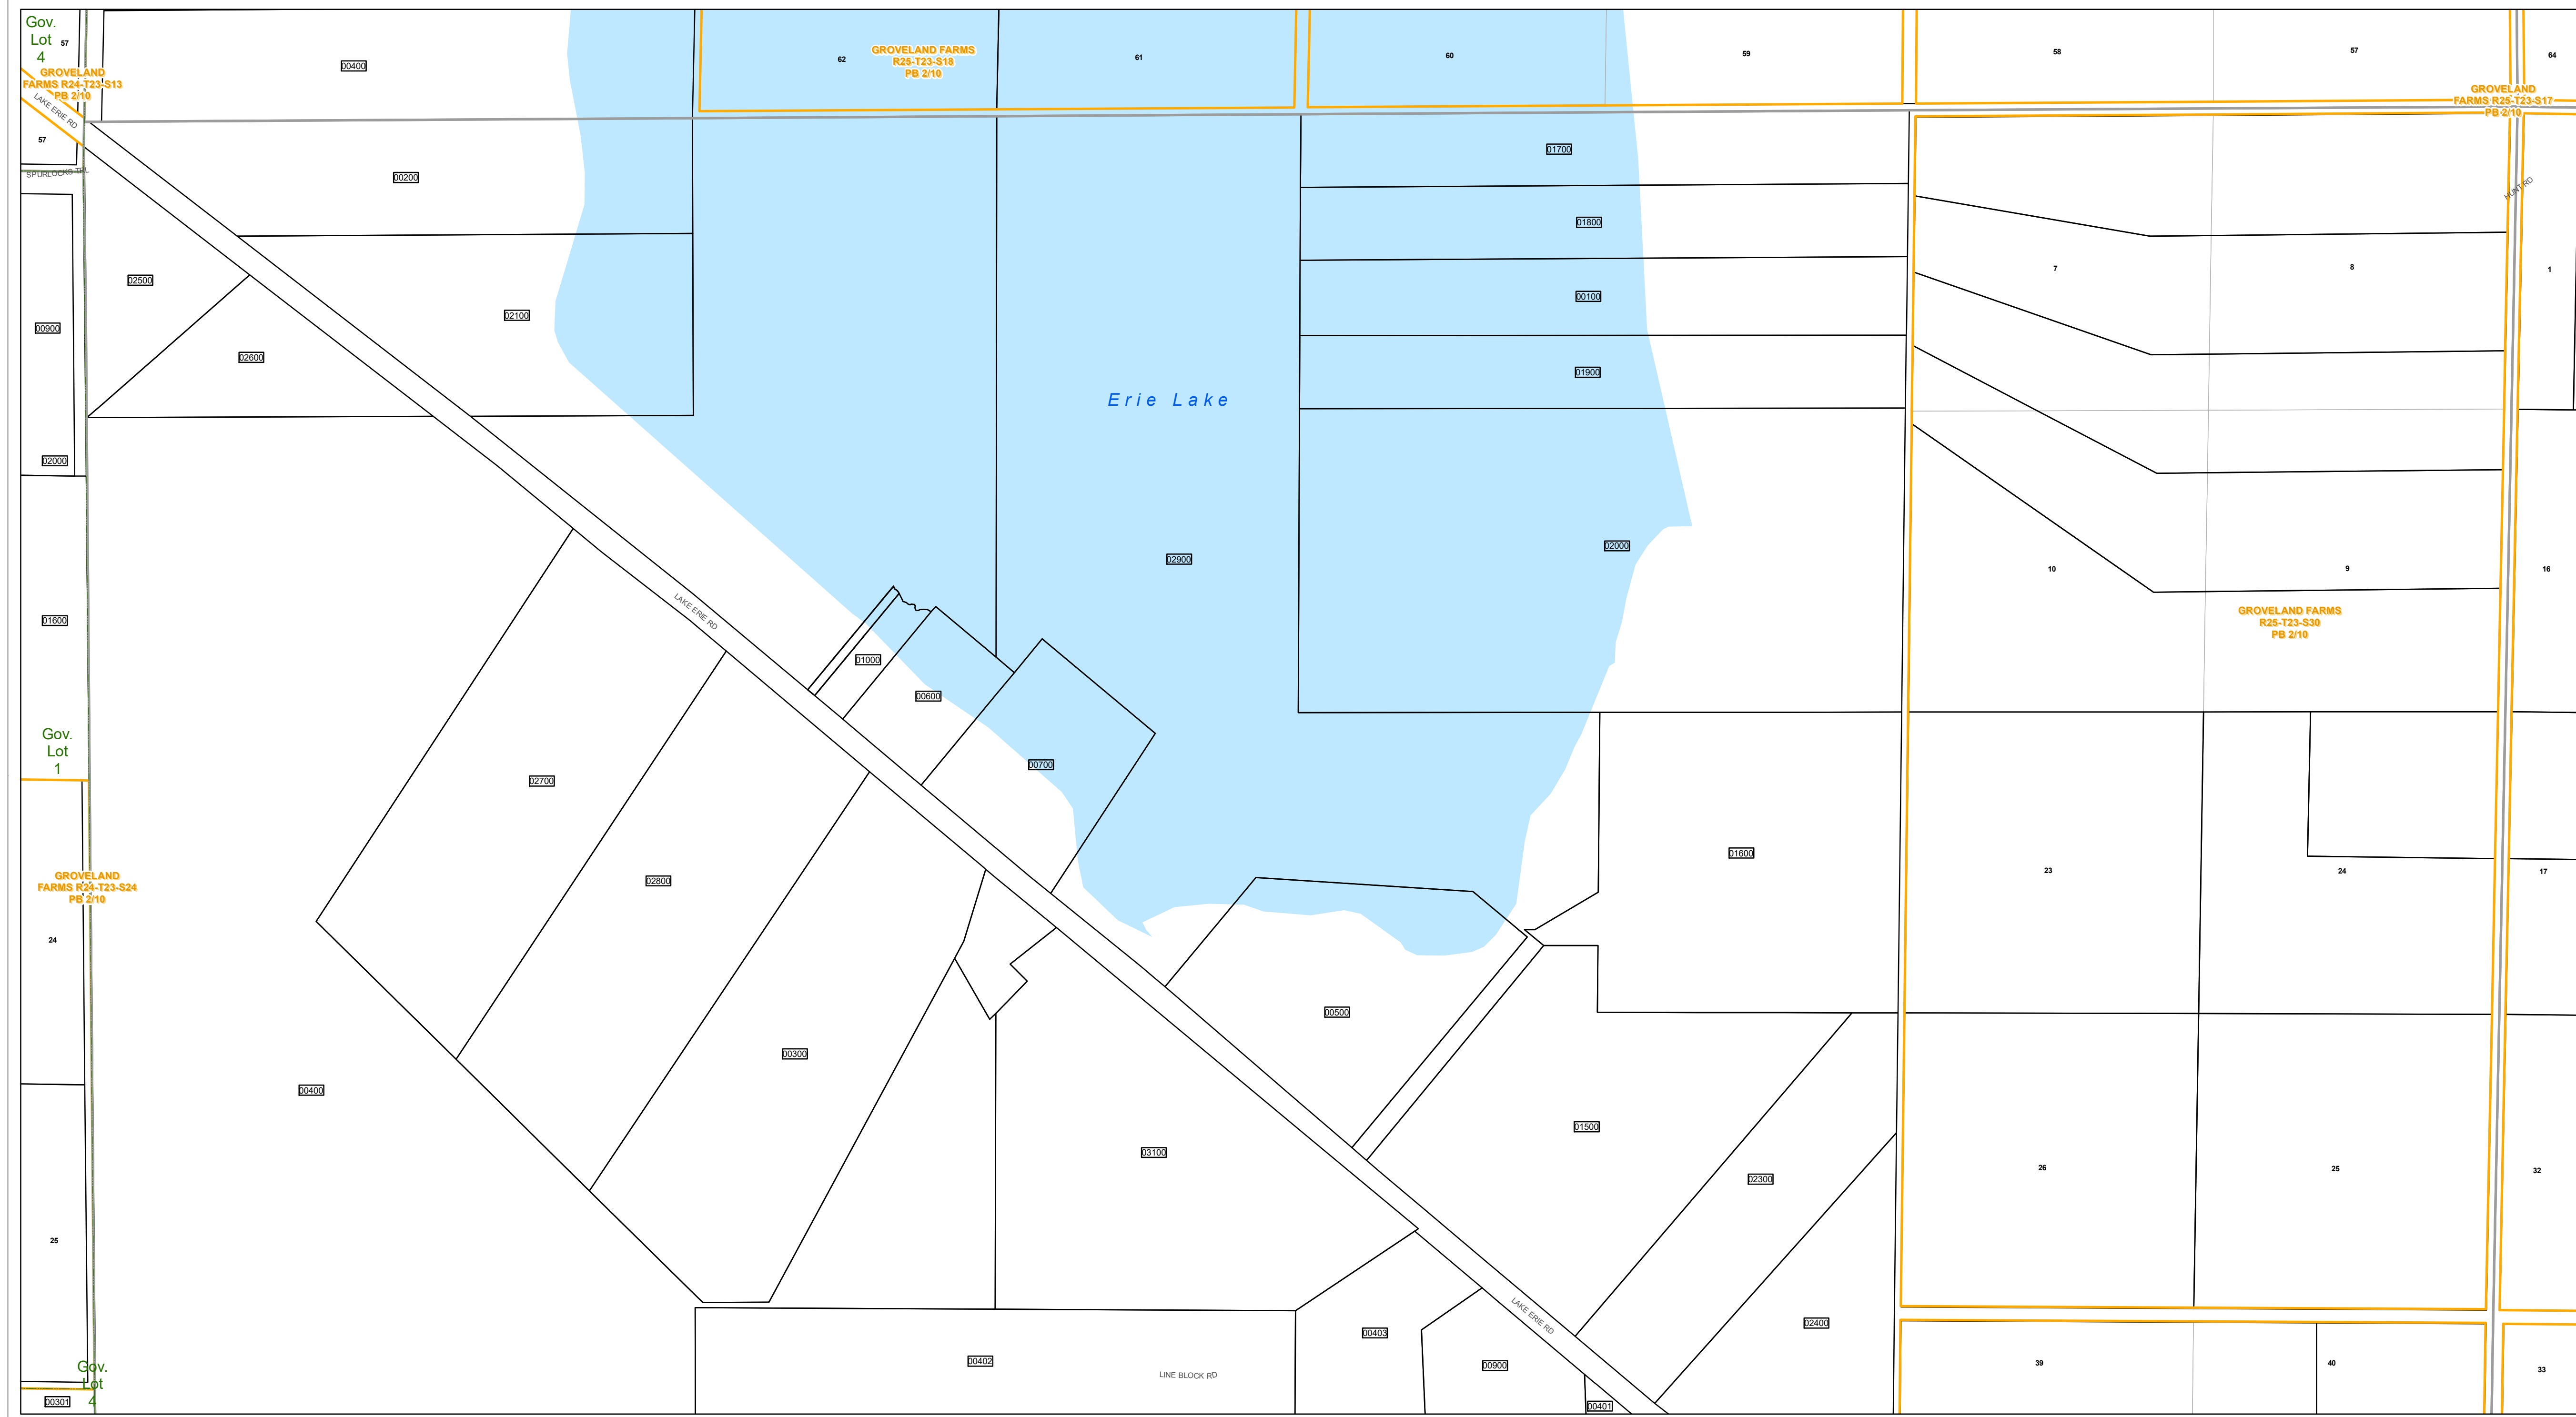 Gov.
Lot
4
57
GROVELAND
FARMS R24-T23-S13
PB 2/10
LAKE ERIE RD
57
SPURLOCKS TRL
00400
62
GROVELAND FARMS
R25-T23-S18
PB 2/10
61
60
59
58
57
64
GROVELAND
FARMS R25-T23-S17
PB 2/10
HUNT RD
00200
01700
01800
00100
01900
02500
02100
02600
00900
02000
7
8
1
Erie Lake
02900
02000
10
9
16
GROVELAND FARMS
R25-T23-S30
PB 2/10
01600
LAKE ERIE RD
01000
00600
00700
Gov.
Lot
1
02700
02800
01600
23
24
17
GROVELAND
FARMS R24-T23-S24
PB 2/10
24
00500
00300
00400
03100
01500
02300
26
25
32
25
LAKE ERIE RD
00403
02400
00402
LINE BLOCK RD
00900
39
40
33
Gov.
Lot
4
00301
00401